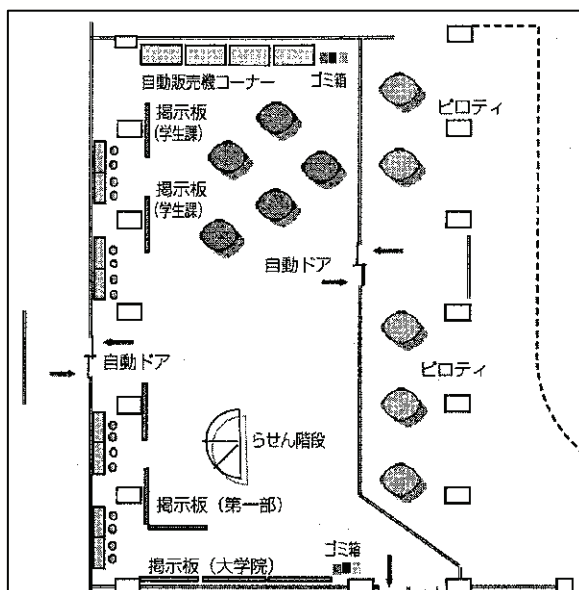 自動販売機コーナー
ゴミ箱
ピロティ
掲示板
(学生課)
掲示板
(学生課)
自動ドア
自動ドア
ピロティ
らせん階段
掲示板（第一部）
ゴミ箱
掲示板（大学院）